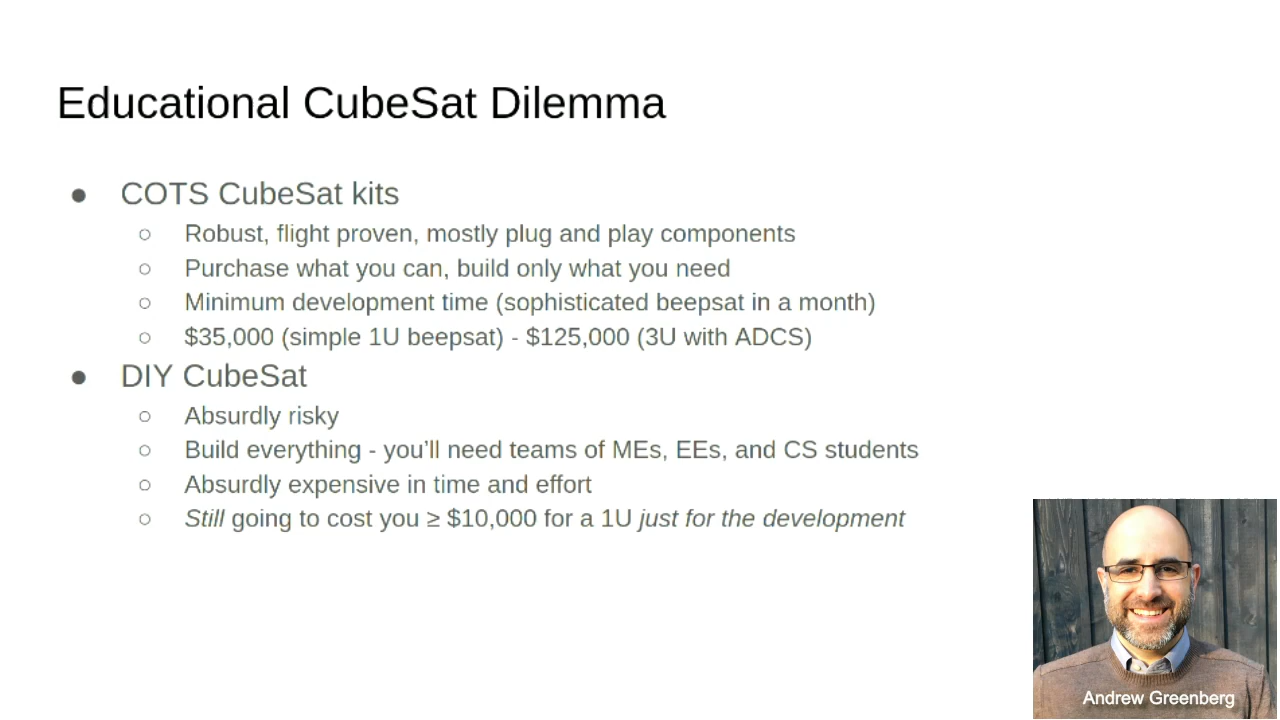 Educational CubeSat Dilemma
● COTS CubeSat kits
○ Robust, flight proven, mostly plug and play components
○ Purchase what you can, build only what you need
○ Minimum development time (sophisticated beepsat in a month)
○ $35,000 (simple 1U beepsat) - $125,000 (3U with ADCS)
● DIY CubeSat
○ Absurdly risky
○ Build everything - you’ll need teams of MEs, EEs, and CS students
○ Absurdly expensive in time and effort
○ Still going to cost you ≥ $10,000 for a 1U just for the development
Andrew Greenberg